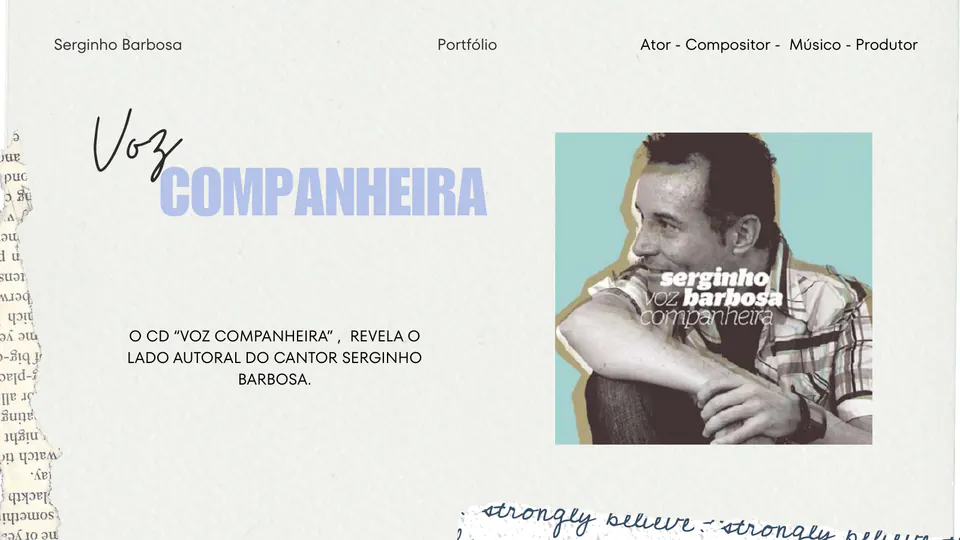 Serginho Barbosa
Portfólio
Ator - Compositor -  Músico - Produtor
Voz
COMPANHEIRA
O CD “VOZ COMPANHEIRA” ,  REVELA O
LADO AUTORAL DO CANTOR SERGINHO
BARBOSA.
serginho
voz barbosa
companheira
strongly believe - strongly believe